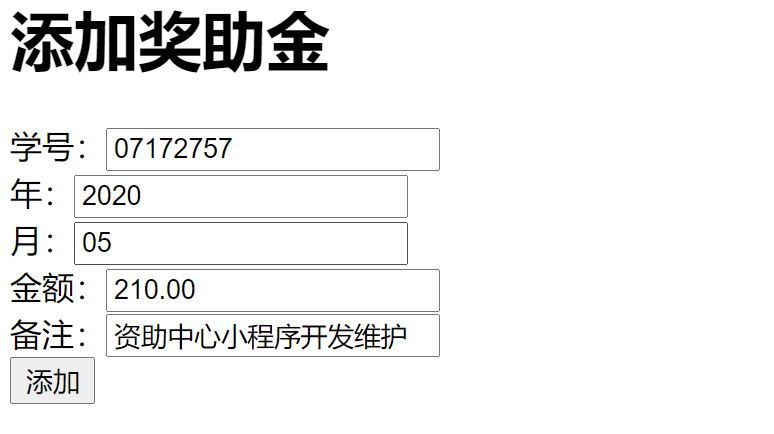 添加奖助金
学号：07172757
年：2020
月：05
金额：210.00
备注：资助中心小程序开发维护
添加